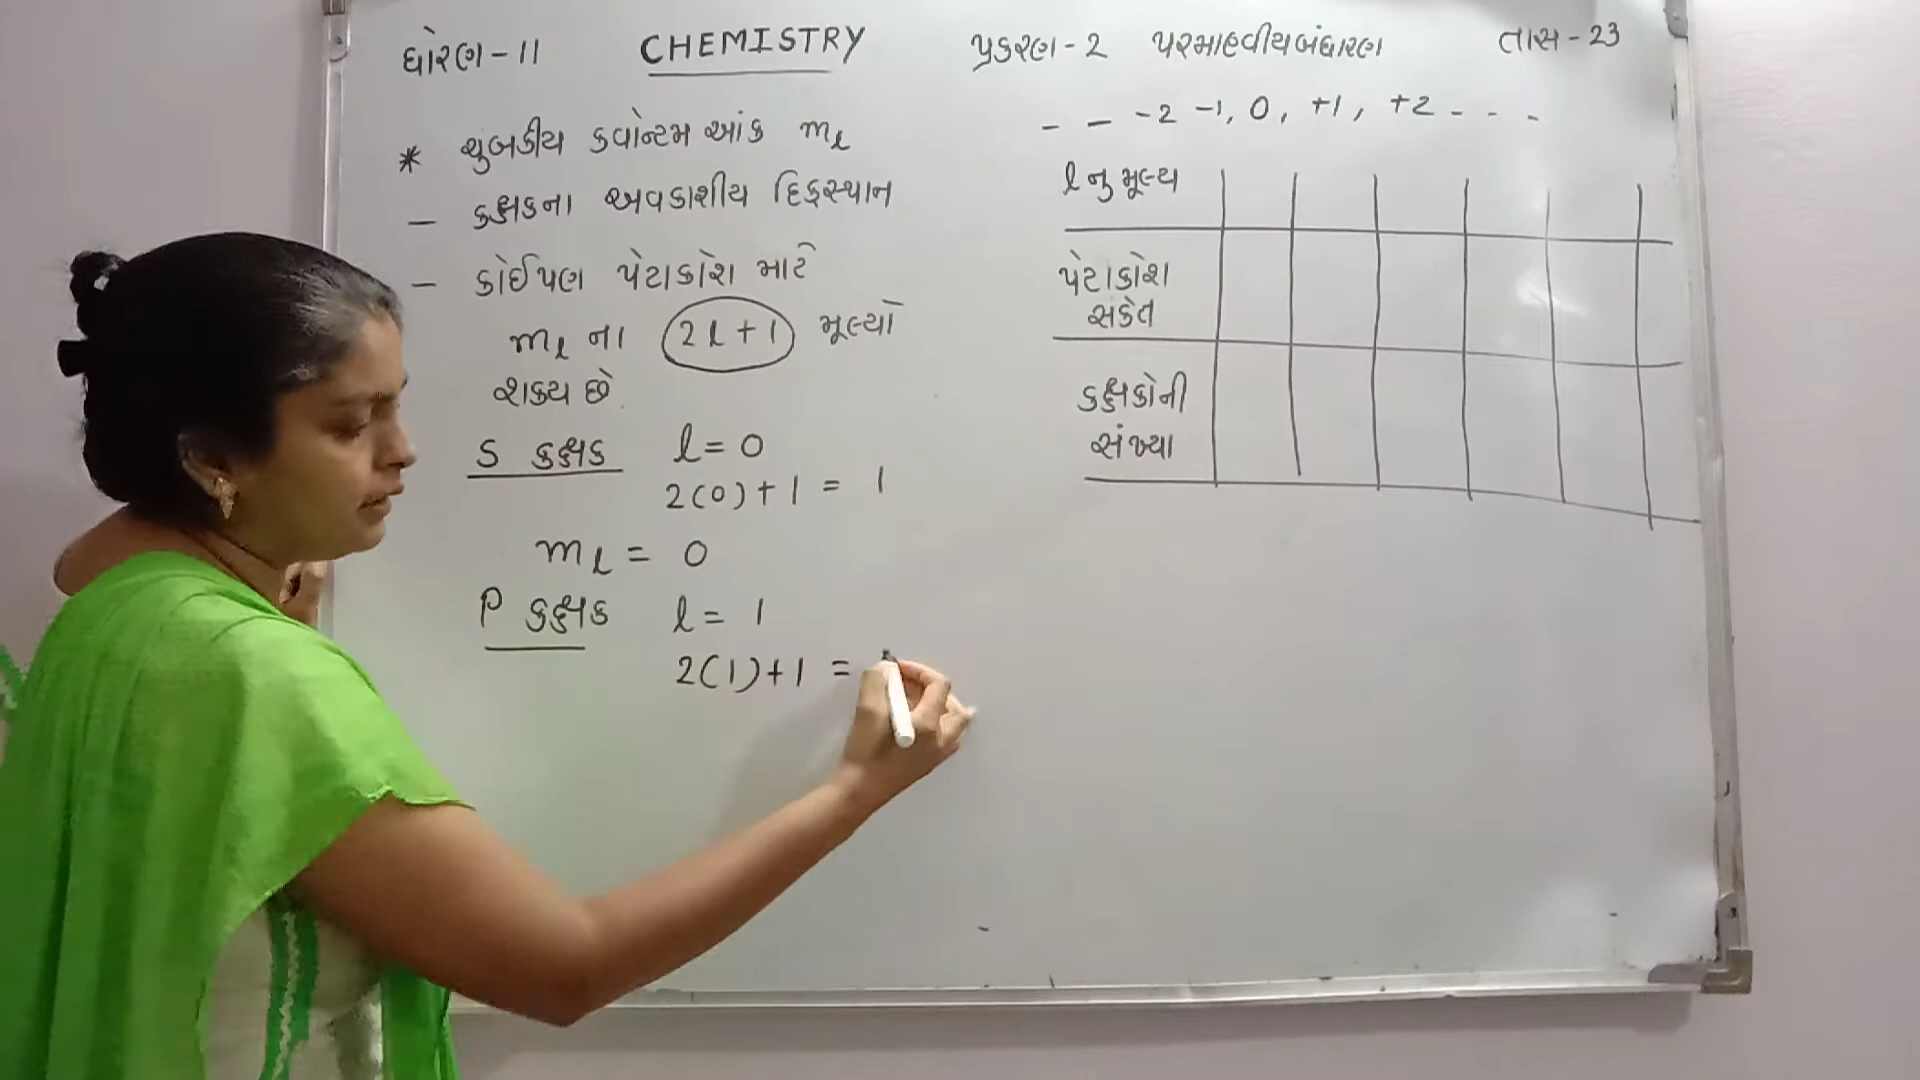 ધોરણ - 11 CHEMISTRY પ્રકરણ - 2 પરમાણ્વીય બંધારણ તાસ - 23
* ચુંબકીય ક્વોન્ટમ આંક mₗ
- કક્ષકના અવકાશીય દિક્સ્થાન
- કોઈપણ પેટાકોશ માટે
mₗ ના 2l + 1 મૂલ્યો
શક્ય છે.
S કક્ષક l = 0
2(0) + 1 = 1
mₗ = 0
P કક્ષક l = 1
2(1) + 1 =
- - -2 -1, 0, +1, +2 - - -
l નુ મૂલ્ય
પેટાકોશ
સંકેત
કક્ષકોની
સંખ્યા